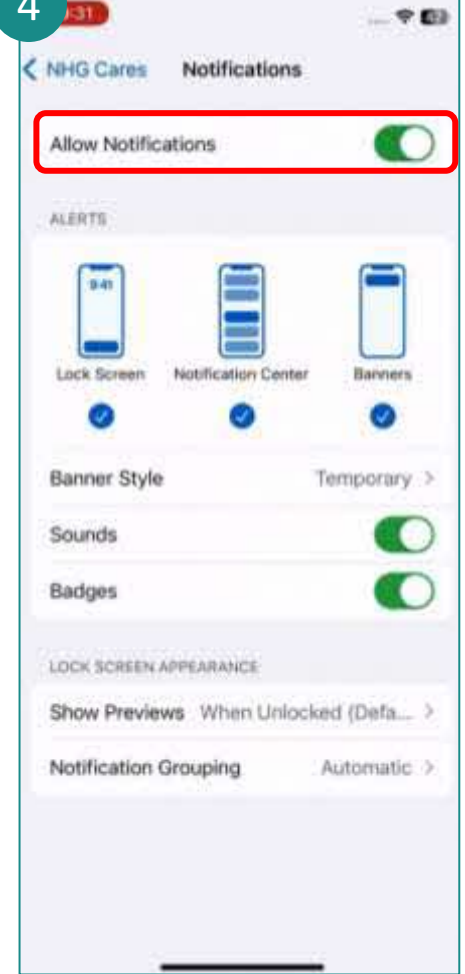 4
:31
NHG Cares Notifications
Allow Notifications
ALERTS
9:41
Lock Screen Notification Center Banners
Banner Style Temporary
Sounds
Badges
LOCK SCREEN APPEARANCE
Show Previews When Unlocked (Defa...
Notification Grouping Automatic